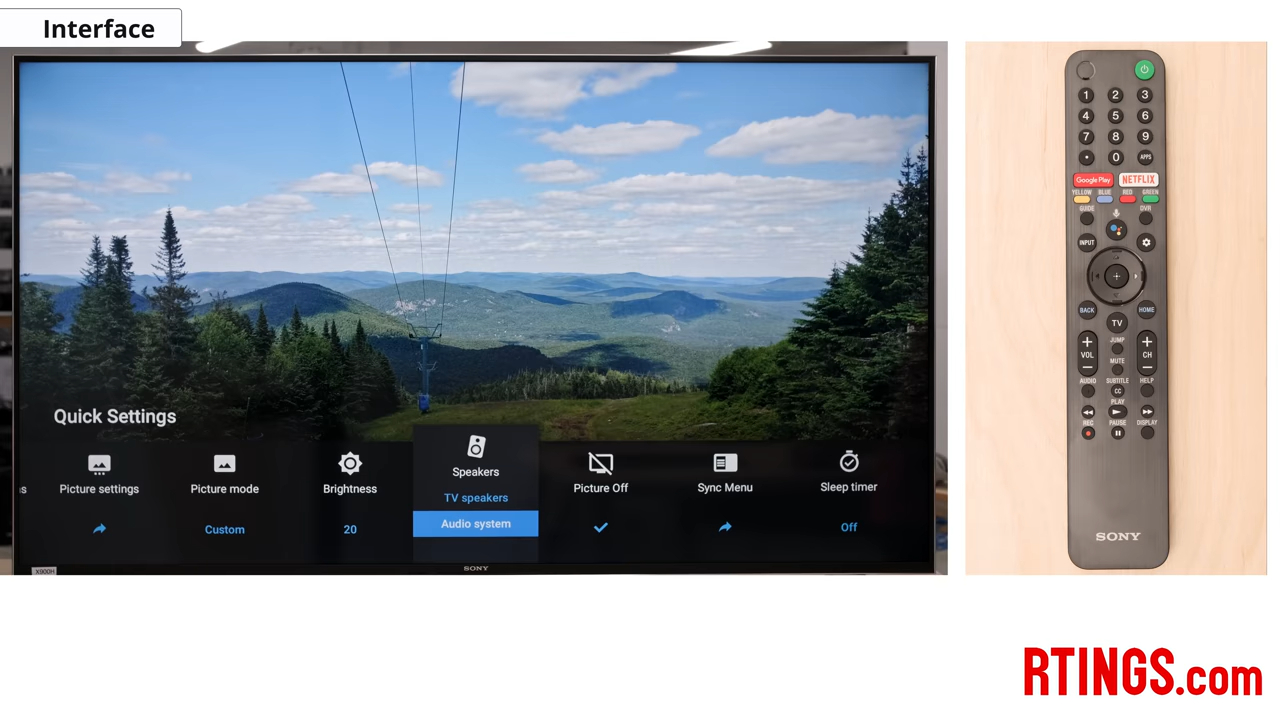 Interface
Quick Settings
s
Picture settings
Picture mode
Custom
Brightness
20
Speakers
TV speakers
Audio system
Picture Off
Sync Menu
Sleep timer
Off
X900H
SONY
1 2 3
4 5 6
7 8 9
• 0 APPS
Google Play NETFLIX
YELLOW BLUE RED GREEN
GUIDE DVR
INPUT
BACK HOME
TV
+ JUMP +
VOL MUTE CH
− −
AUDIO SUBTITLE HELP
CC
PLAY
REC PAUSE DISPLAY
SONY
RTINGS.com